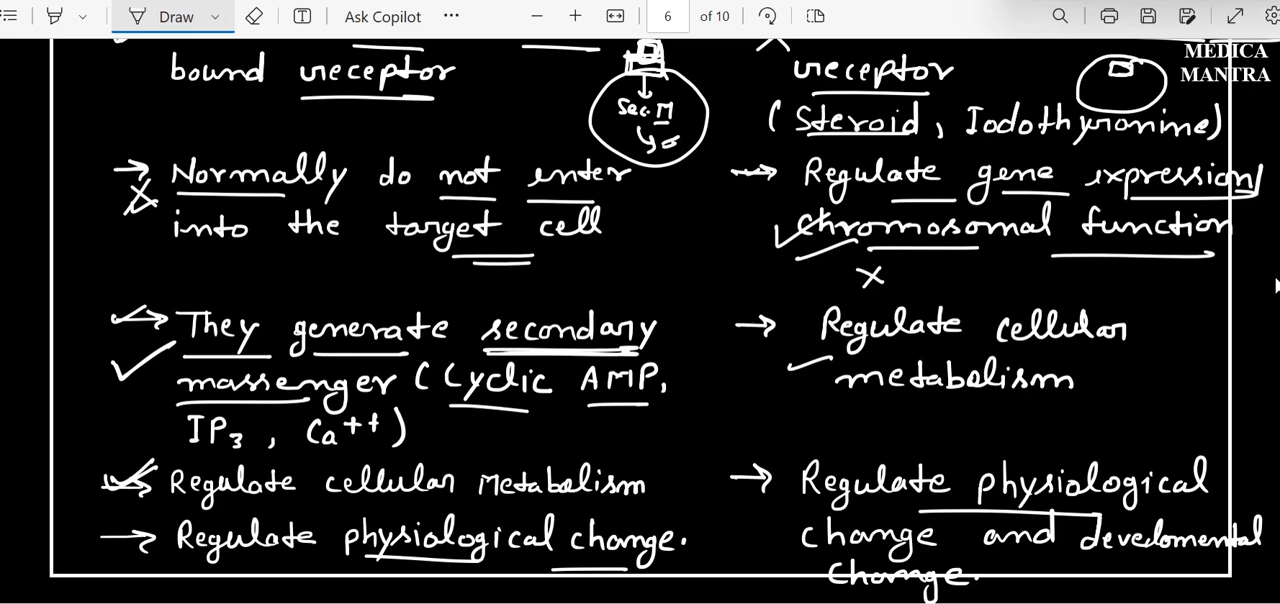 Draw
Ask Copilot
6 of 10
MEDICA
MANTRA
bound receptor
Sec. M
Normally do not enter
into the target cell
They generate secondary
massenger (Cyclic AMP,
IP3, Ca++)
Regulate cellular Metabolism
Regulate physiological change.
receptor
(Steroid, Iodothyronine)
Regulate gene expression/
chromosomal function
Regulate cellular
metabolism
Regulate physiological
change and develomental
change.